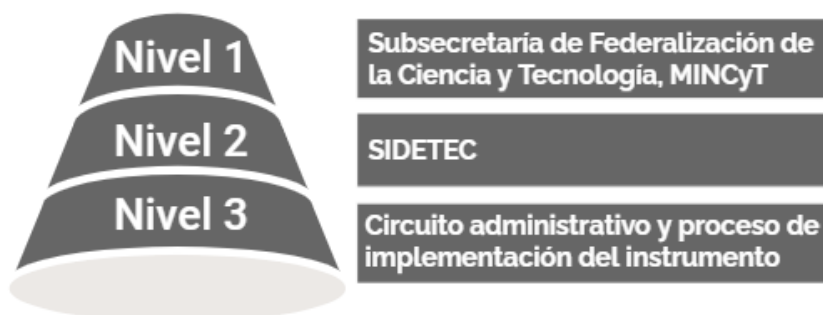 Nivel 1
Subsecretaría de Federalización de
la Ciencia y Tecnología, MINCyT
Nivel 2
SIDETEC
Nivel 3
Circuito administrativo y proceso de
implementación del instrumento